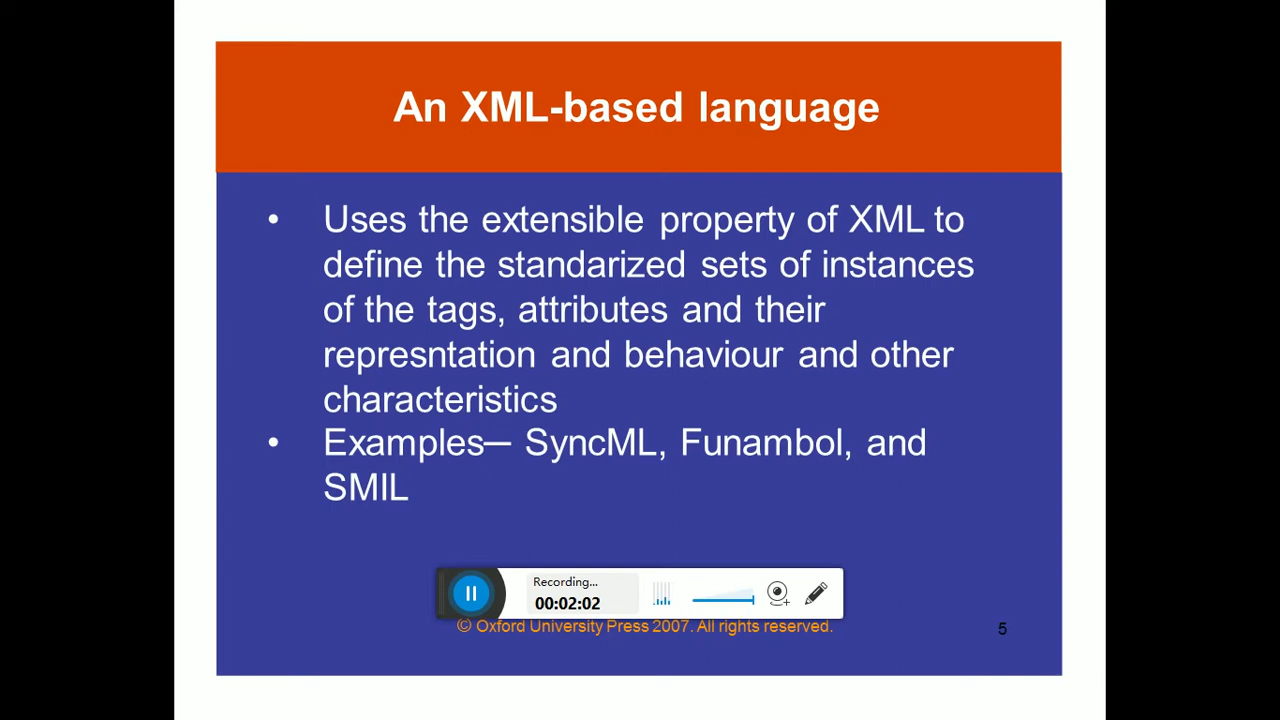 An XML-based language
• Uses the extensible property of XML to
define the standarized sets of instances
of the tags, attributes and their
represntation and behaviour and other
characteristics
• Examples─ SyncML, Funambol, and
SMIL
Recording...
00:02:02
© Oxford University Press 2007. All rights reserved.
5